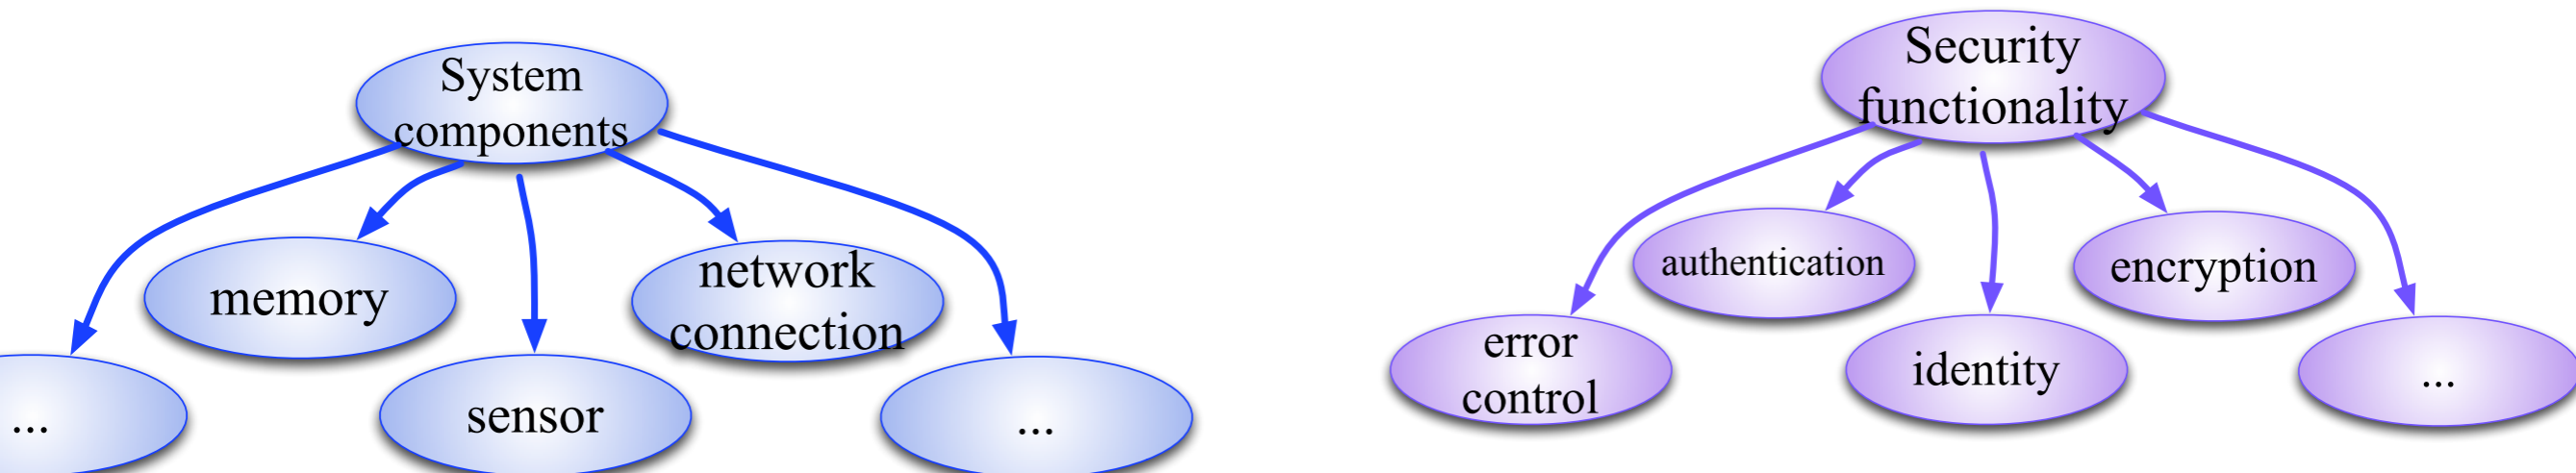 System
components
memory
network
connection
...
sensor
...
Security
functionality
authentication
encryption
error
control
identity
...